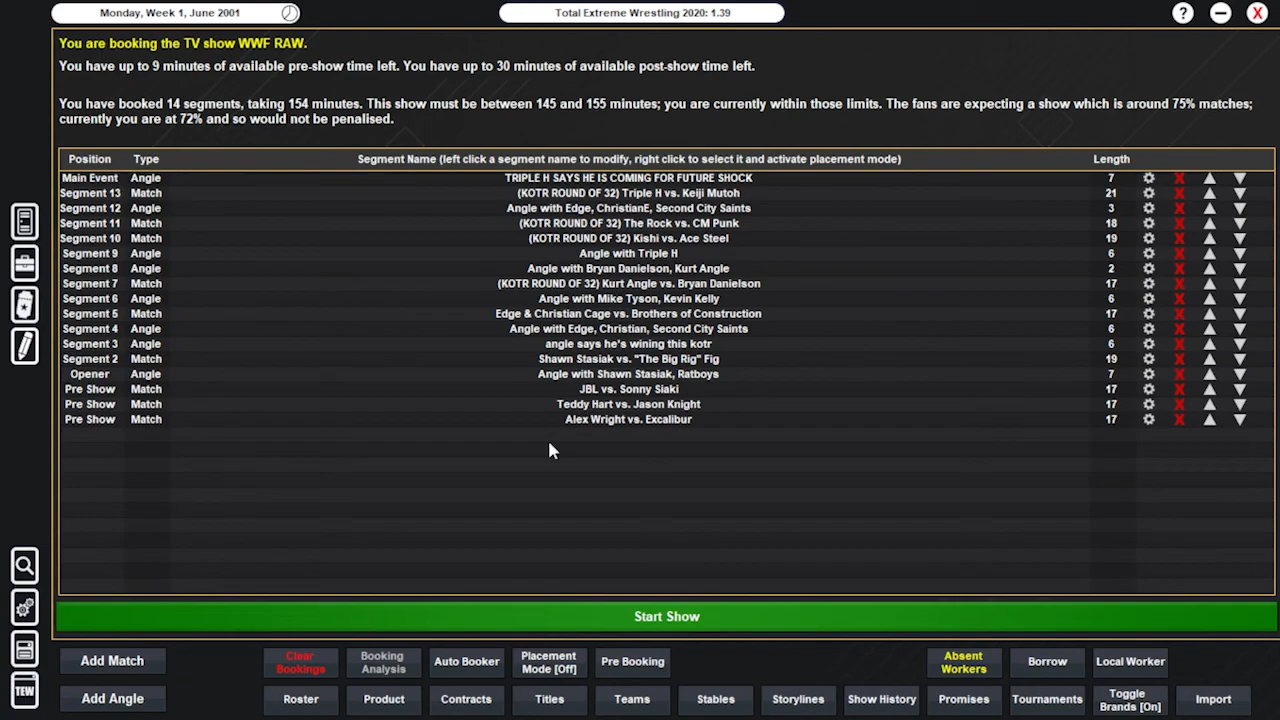 Monday, Week 1, June 2001
Total Extreme Wrestling 2020: 1.39
?
X
You are booking the TV show WWF RAW.
You have up to 9 minutes of available pre-show time left. You have up to 30 minutes of available post-show time left.
You have booked 14 segments, taking 154 minutes. This show must be between 145 and 155 minutes; you are currently within those limits. The fans are expecting a show which is around 75% matches;
currently you are at 72% and so would not be penalised.
Position Type Segment Name (left click a segment name to modify, right click to select it and activate placement mode) Length
Main Event Angle TRIPLE H SAYS HE IS COMING FOR FUTURE SHOCK 7 X
Segment 13 Match (KOTR ROUND OF 32) Triple H vs. Keiji Mutoh 21 X
Segment 12 Angle Angle with Edge, ChristianE, Second City Saints 3 X
Segment 11 Match (KOTR ROUND OF 32) The Rock vs. CM Punk 18 X
Segment 10 Match (KOTR ROUND OF 32) Kishi vs. Ace Steel 19 X
Segment 9 Angle Angle with Triple H 6 X
Segment 8 Angle Angle with Bryan Danielson, Kurt Angle 2 X
Segment 7 Match (KOTR ROUND OF 32) Kurt Angle vs. Bryan Danielson 17 X
Segment 6 Angle Angle with Mike Tyson, Kevin Kelly 6 X
Segment 5 Match Edge & Christian Cage vs. Brothers of Construction 17 X
Segment 4 Angle Angle with Edge, Christian, Second City Saints 6 X
Segment 3 Angle angle says he's wining this kotr 6 X
Segment 2 Match Shawn Stasiak vs. "The Big Rig" Fig 19 X
Opener Angle Angle with Shawn Stasiak, Ratboys 7 X
Pre Show Match JBL vs. Sonny Siaki 17 X
Pre Show Match Teddy Hart vs. Jason Knight 17 X
Pre Show Match Alex Wright vs. Excalibur 17 X
Start Show
Add Match
Clear Bookings
Booking Analysis
Auto Booker
Placement Mode [Off]
Pre Booking
Absent Workers
Borrow
Local Worker
TEW
Add Angle
Roster
Product
Contracts
Titles
Teams
Stables
Storylines
Show History
Promises
Tournaments
Toggle Brands [On]
Import